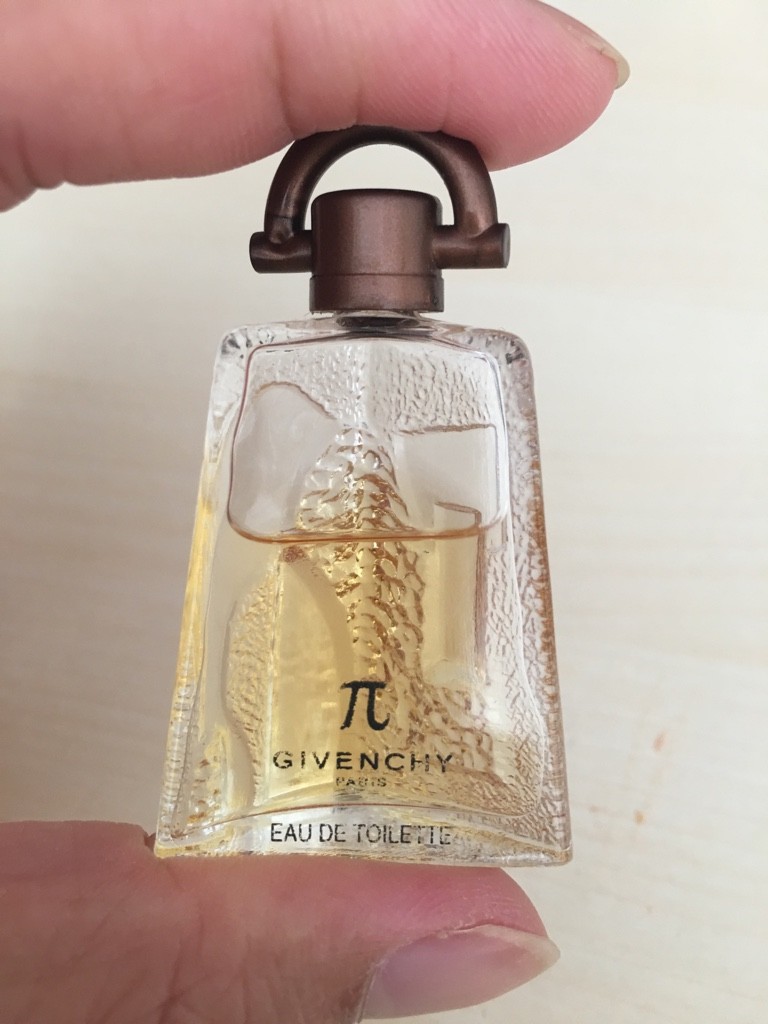 π
GIVENCHY
PARIS
EAU DE TOILETTE